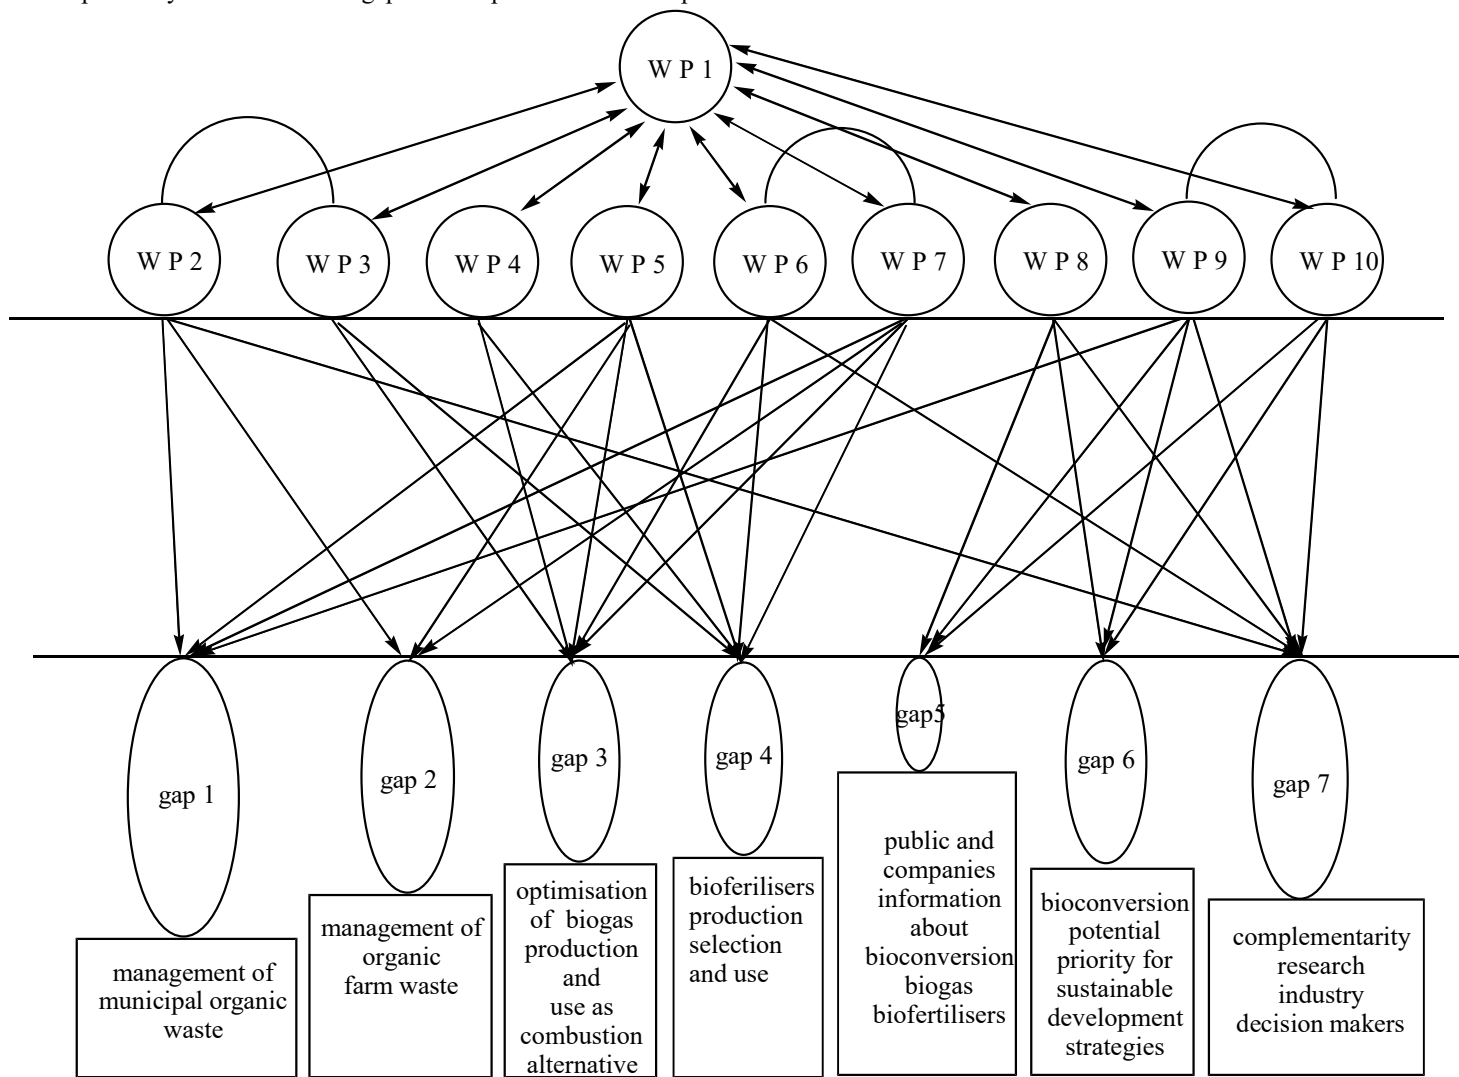 W P 1
W P 2
W P 3
W P 4
W P 5
W P 6
W P 7
W P 8
W P 9
W P 10
gap 1
gap 2
gap 3
gap 4
gap5
gap 6
gap 7
management of
municipal organic
waste
management of
organic
farm waste
optimisation
of biogas
production
and
use as
combustion
alternative
bioferilisers
production
selection
and use
public and
companies
information
about
bioconversion
biogas
biofertilisers
bioconversion
potential
priority for
sustainable
development
strategies
complementarity
research
industry
decision makers